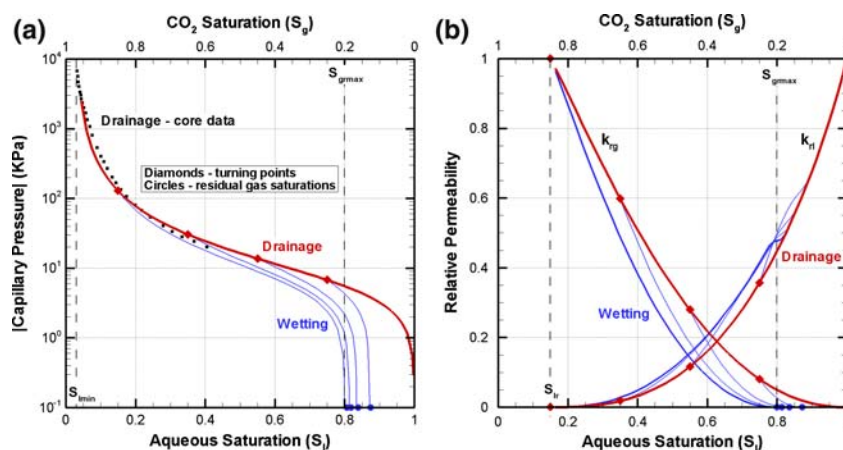 (a)
CO2 Saturation (Sg)
1 0.8 0.6 0.4 0.2 0
Sgrmax
Drainage - core data
Diamonds - turning points
Circles - residual gas saturations
Drainage
Wetting
Slmin
|Capillary Pressure| (KPa)
10^4
10^3
10^2
10^1
10^0
10^-1
0 0.2 0.4 0.6 0.8 1
Aqueous Saturation (Sl)
(b)
CO2 Saturation (Sg)
1 0.8 0.6 0.4 0.2 0
Sgrmax
krg
krl
Drainage
Wetting
Slr
Relative Permeability
1
0.8
0.6
0.4
0.2
0
0.2 0.4 0.6 0.8 1
Aqueous Saturation (Sl)